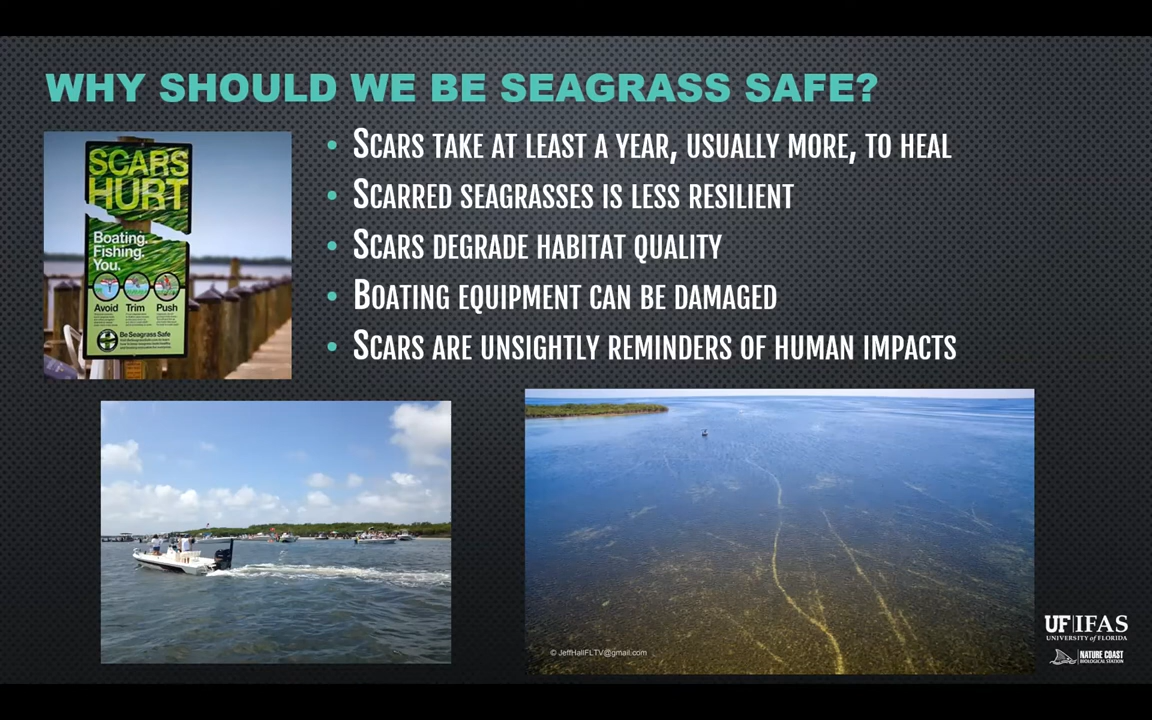 WHY SHOULD WE BE SEAGRASS SAFE?
SCARS
HURT
Boating.
Fishing.
You.
Avoid Trim Push
Be Seagrass Safe
• SCARS TAKE AT LEAST A YEAR, USUALLY MORE, TO HEAL
• SCARRED SEAGRASSES IS LESS RESILIENT
• SCARS DEGRADE HABITAT QUALITY
• BOATING EQUIPMENT CAN BE DAMAGED
• SCARS ARE UNSIGHTLY REMINDERS OF HUMAN IMPACTS
© JeffHallFLTV@gmail.com
UF|IFAS
UNIVERSITY of FLORIDA
NATURE COAST
BIOLOGICAL STATION